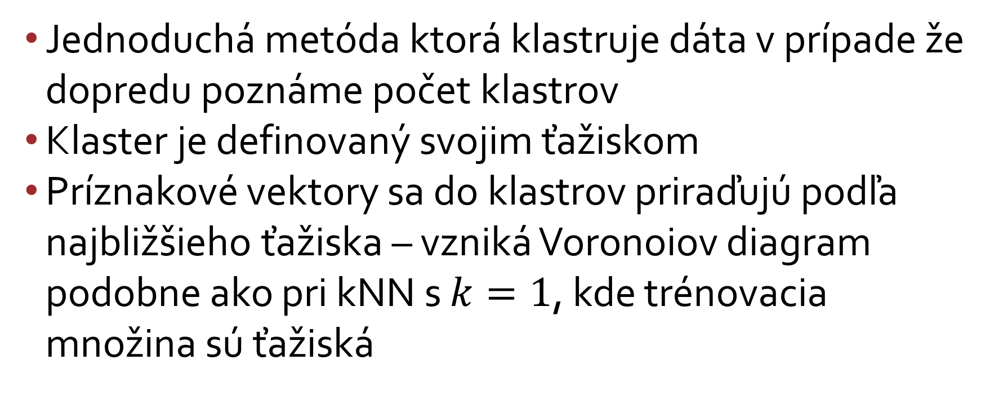 • Jednoduchá metóda ktorá klastruje dáta v prípade že
dopredu poznáme počet klastrov
• Klaster je definovaný svojim ťažiskom
• Príznakové vektory sa do klastrov priraďujú podľa
najbližšieho ťažiska – vzniká Voronoiov diagram
podobne ako pri kNN s k = 1, kde trénovacia
množina sú ťažiská